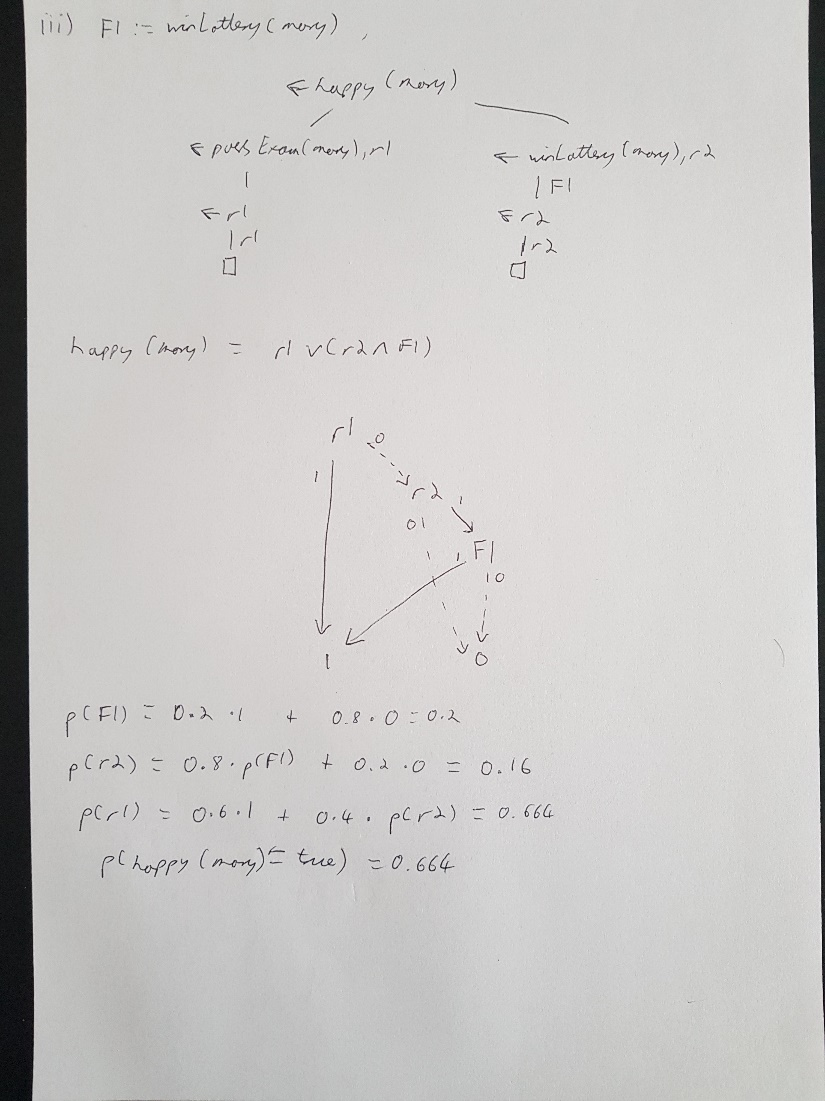 iii) F1 := winLottery(mary),
← happy(mary)
← passExam(mary), r1
← winLottery(mary), r2
| F1
← r1
← r2
| r1
| r2
□
□
happy(mary) = r1 ∨ (r2 ∧ F1)
r1 0
1
r2 1
0
1 F1
0
1
0
p(F1) = 0.2 · 1 + 0.8 · 0 = 0.2
p(r2) = 0.8 · p(F1) + 0.2 · 0 = 0.16
p(r1) = 0.6 · 1 + 0.4 · p(r2) = 0.664
p(happy(mary) = true) = 0.664